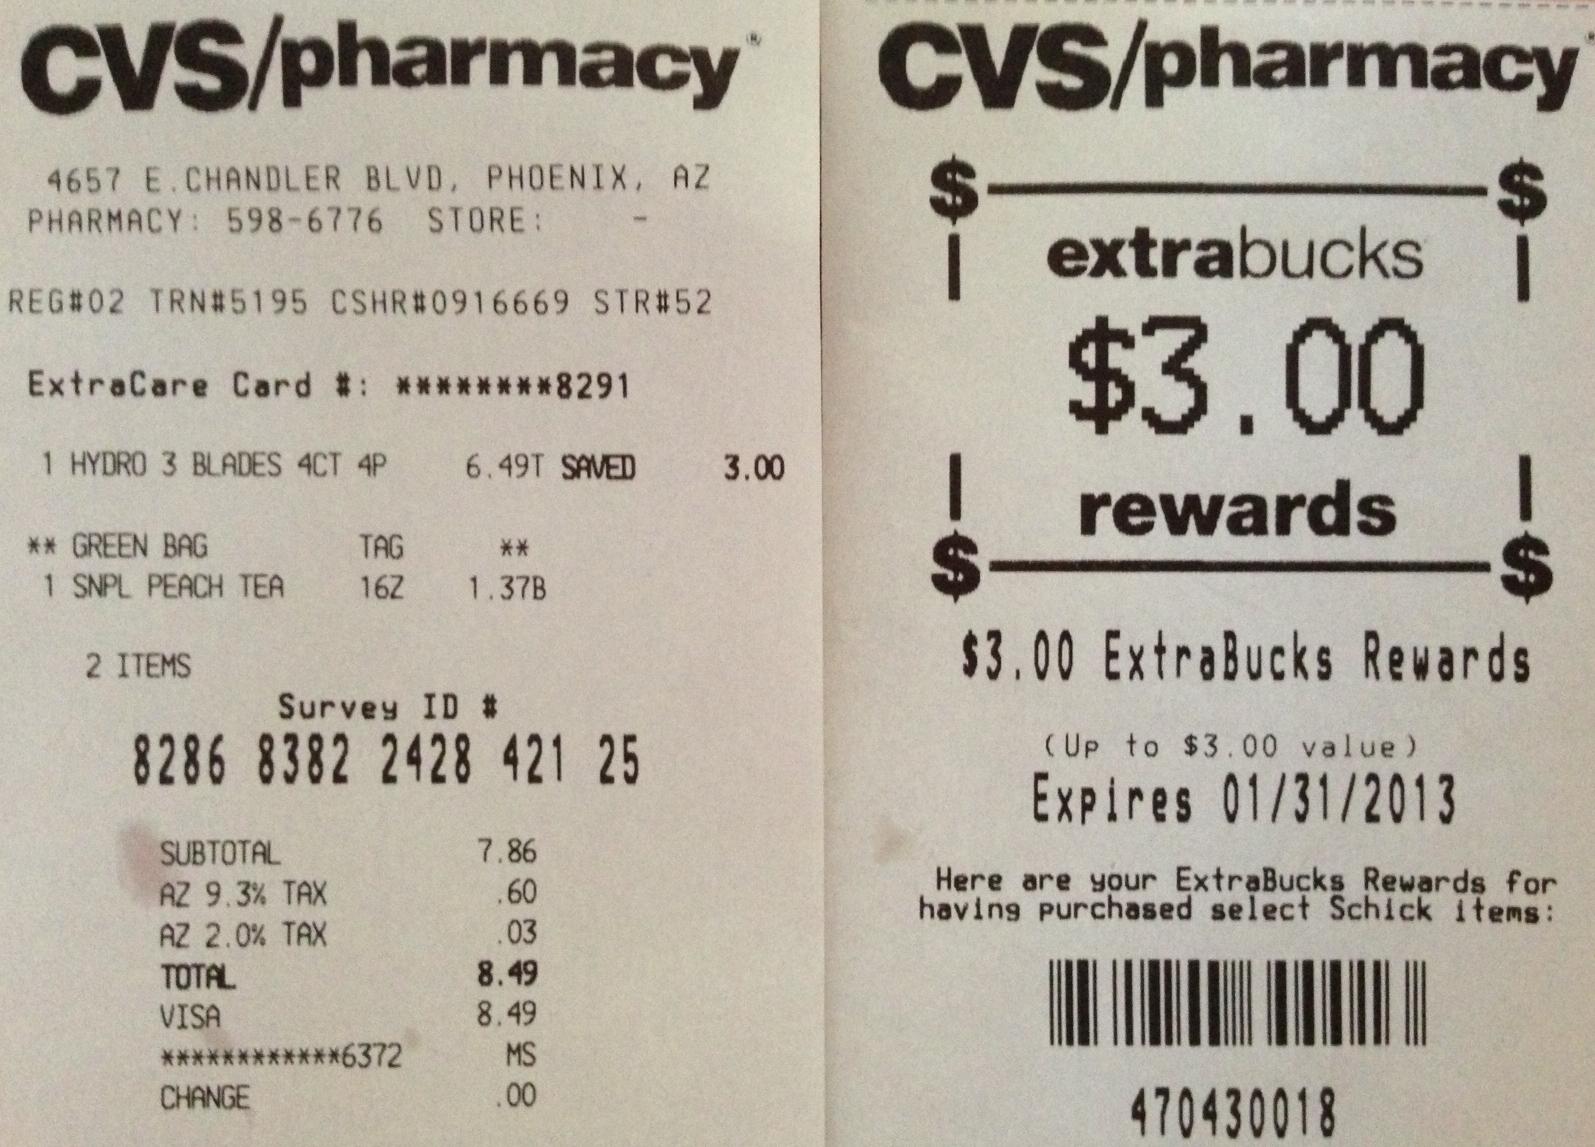 CVS/pharmacy®
4657 E.CHANDLER BLVD, PHOENIX, AZ
PHARMACY: 598-6776 STORE: -
REG#02 TRN#5195 CSHR#0916669 STR#52
ExtraCare Card #: ********8291
1 HYDRO 3 BLADES 4CT 4P 6.49T SAVED 3.00
** GREEN BAG TAG **
1 SNPL PEACH TEA 16Z 1.37B
2 ITEMS
Survey ID #
8286 8382 2428 421 25
SUBTOTAL 7.86
AZ 9.3% TAX .60
AZ 2.0% TAX .03
TOTAL 8.49
VISA 8.49
************6372 MS
CHANGE .00
CVS/pharmacy®
$ $
extrabucks
$3.00
rewards
$ $
$3.00 ExtraBucks Rewards
(Up to $3.00 value)
Expires 01/31/2013
Here are your ExtraBucks Rewards for
having purchased select Schick items:
470430018